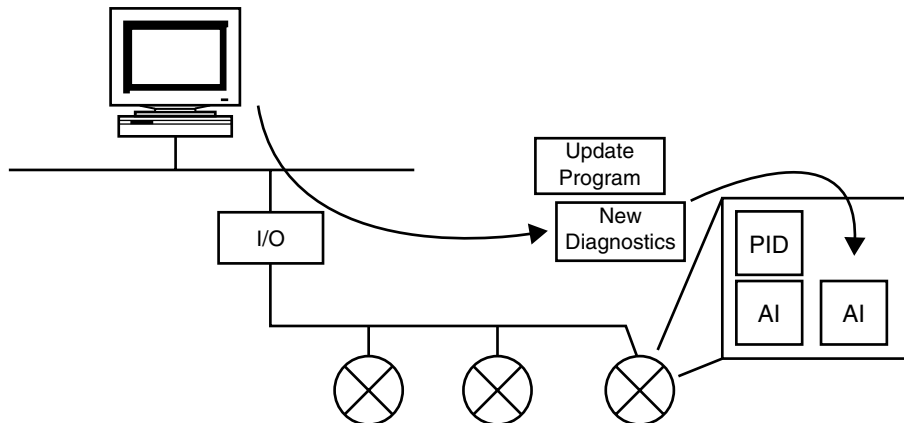 Update
Program
New
Diagnostics
I/O
PID
AI
AI